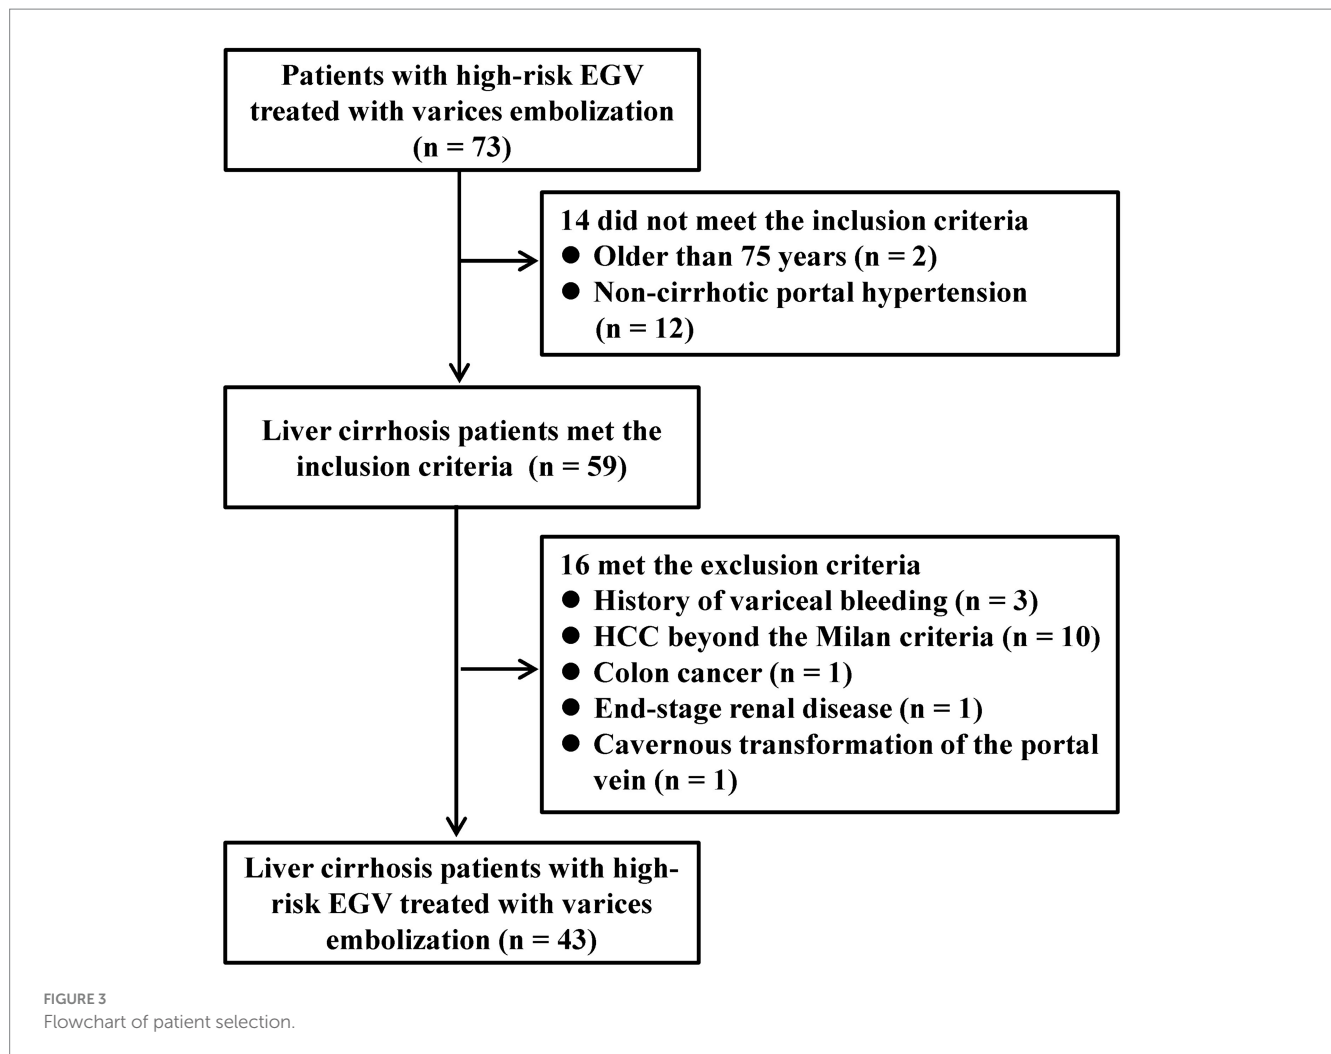 Patients with high-risk EGV
treated with varices embolization
(n = 73)
14 did not meet the inclusion criteria
● Older than 75 years (n = 2)
● Non-cirrhotic portal hypertension
(n = 12)
Liver cirrhosis patients met the
inclusion criteria (n = 59)
16 met the exclusion criteria
● History of variceal bleeding (n = 3)
● HCC beyond the Milan criteria (n = 10)
● Colon cancer (n = 1)
● End-stage renal disease (n = 1)
● Cavernous transformation of the portal
vein (n = 1)
Liver cirrhosis patients with high-
risk EGV treated with varices
embolization (n = 43)
FIGURE 3
Flowchart of patient selection.